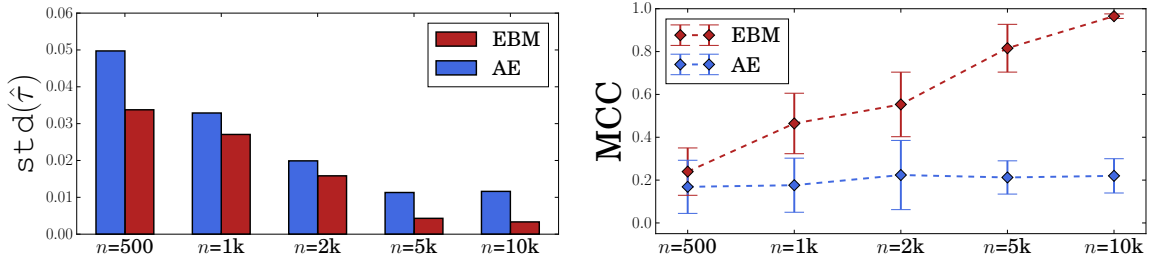 0.06
0.05
0.04
0.03
0.02
0.01
0.00
std(τ̂)
EBM
AE
n=500
n=1k
n=2k
n=5k
n=10k
1.0
0.8
0.6
0.4
0.2
0.0
MCC
EBM
AE
n=500
n=1k
n=2k
n=5k
n=10k